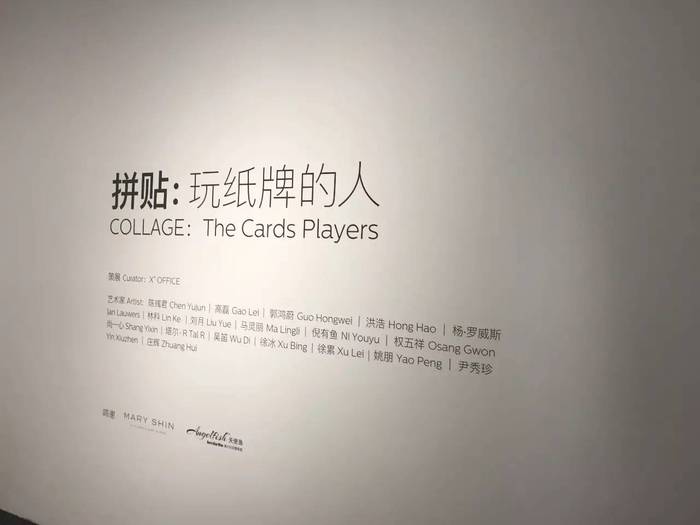 拼贴：玩纸牌的人
COLLAGE: The Cards Players
策展 Curator: X⁺ OFFICE
艺术家 Artist: 陈彧君 Chen Yujun | 高磊 Gao Lei | 郭鸿蔚 Guo Hongwei | 洪浩 Hong Hao | 杨·罗威斯
Jan Lauwers | 林科 Lin Ke | 刘月 Liu Yue | 马灵丽 Ma Lingli | 倪有鱼 NI Youyu | 权五祥 Osang Gwon
尚一心 Shang Yixin | 塔尔·R Tal R | 吴笛 Wu Di | 徐冰 Xu Bing | 徐累 Xu Lei | 姚朋 Yao Peng | 尹秀珍
Yin Xiuzhen | 庄辉 Zhuang Hui
鸣谢 MARY SHIN
Angelfish 天使鱼